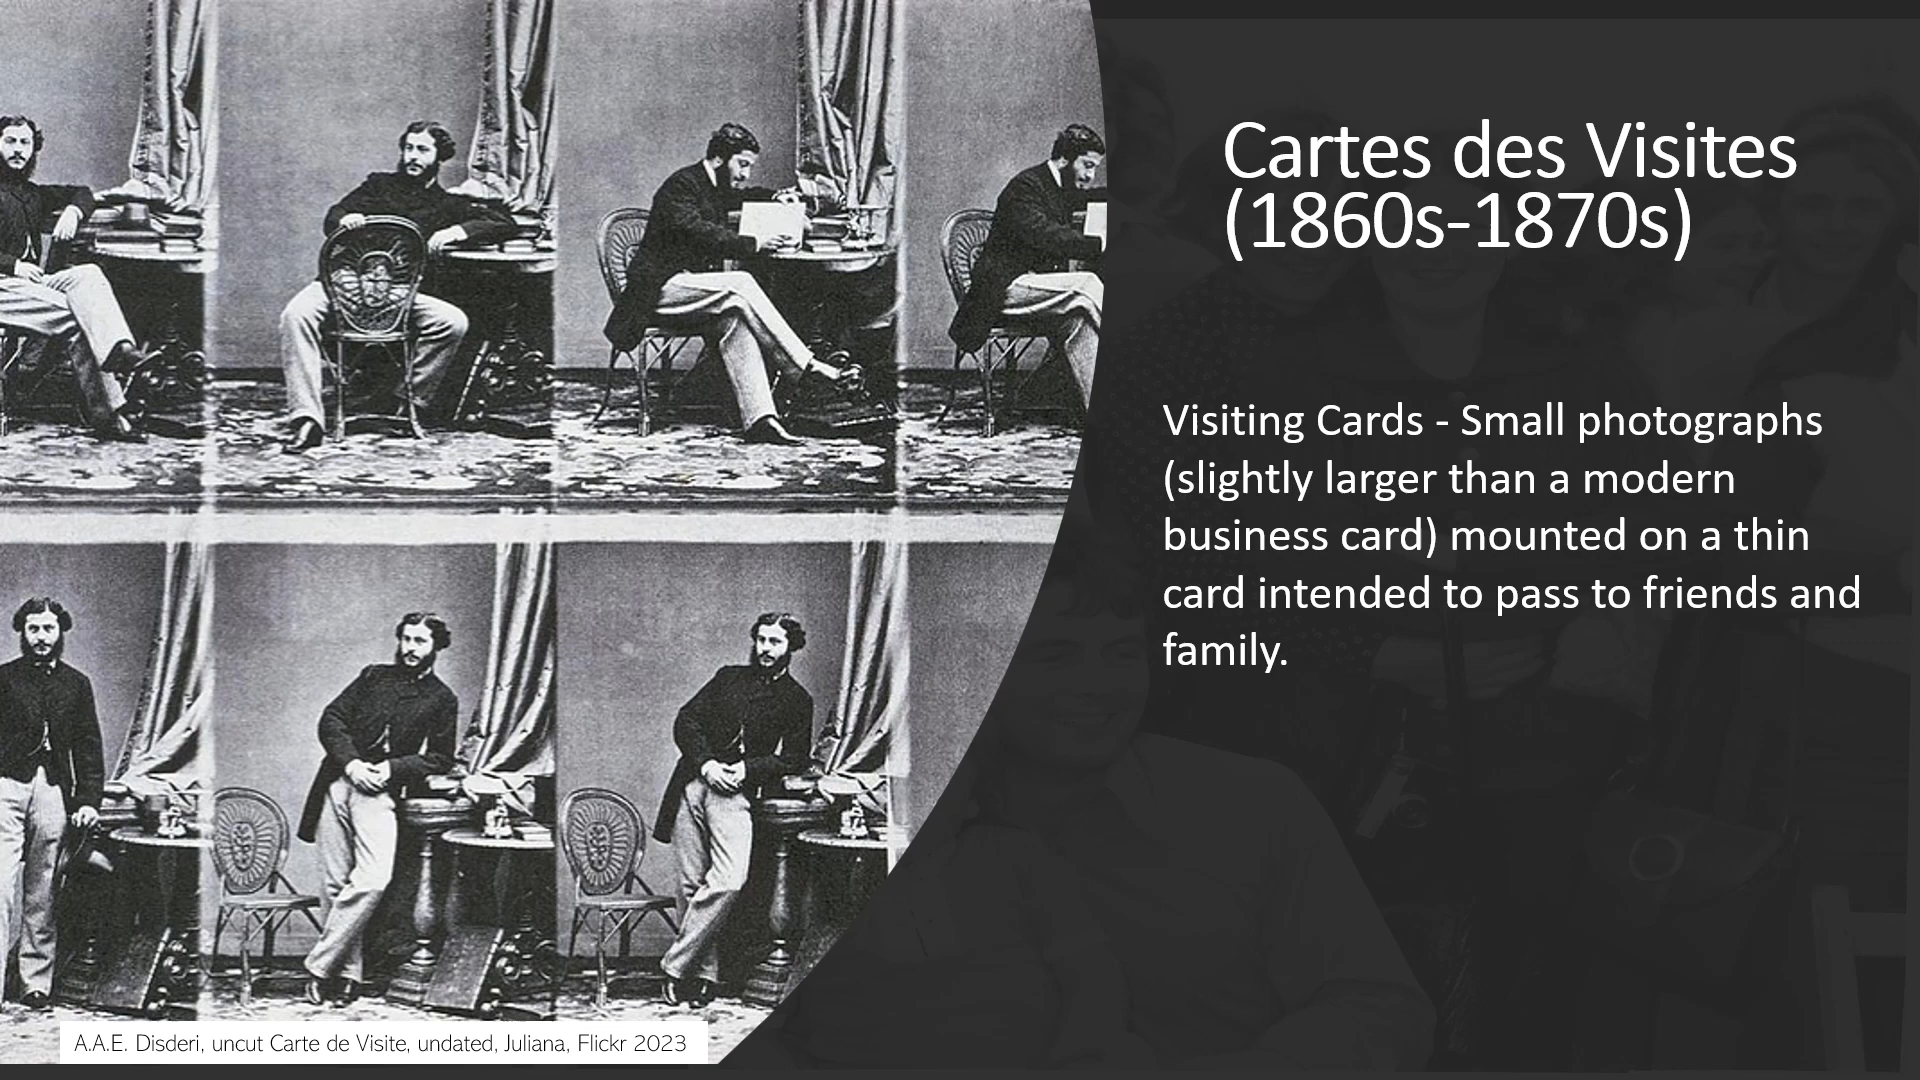 Cartes des Visites
(1860s-1870s)
Visiting Cards - Small photographs
(slightly larger than a modern
business card) mounted on a thin
card intended to pass to friends and
family.
A.A.E. Disderi, uncut Carte de Visite, undated, Juliana, Flickr 2023